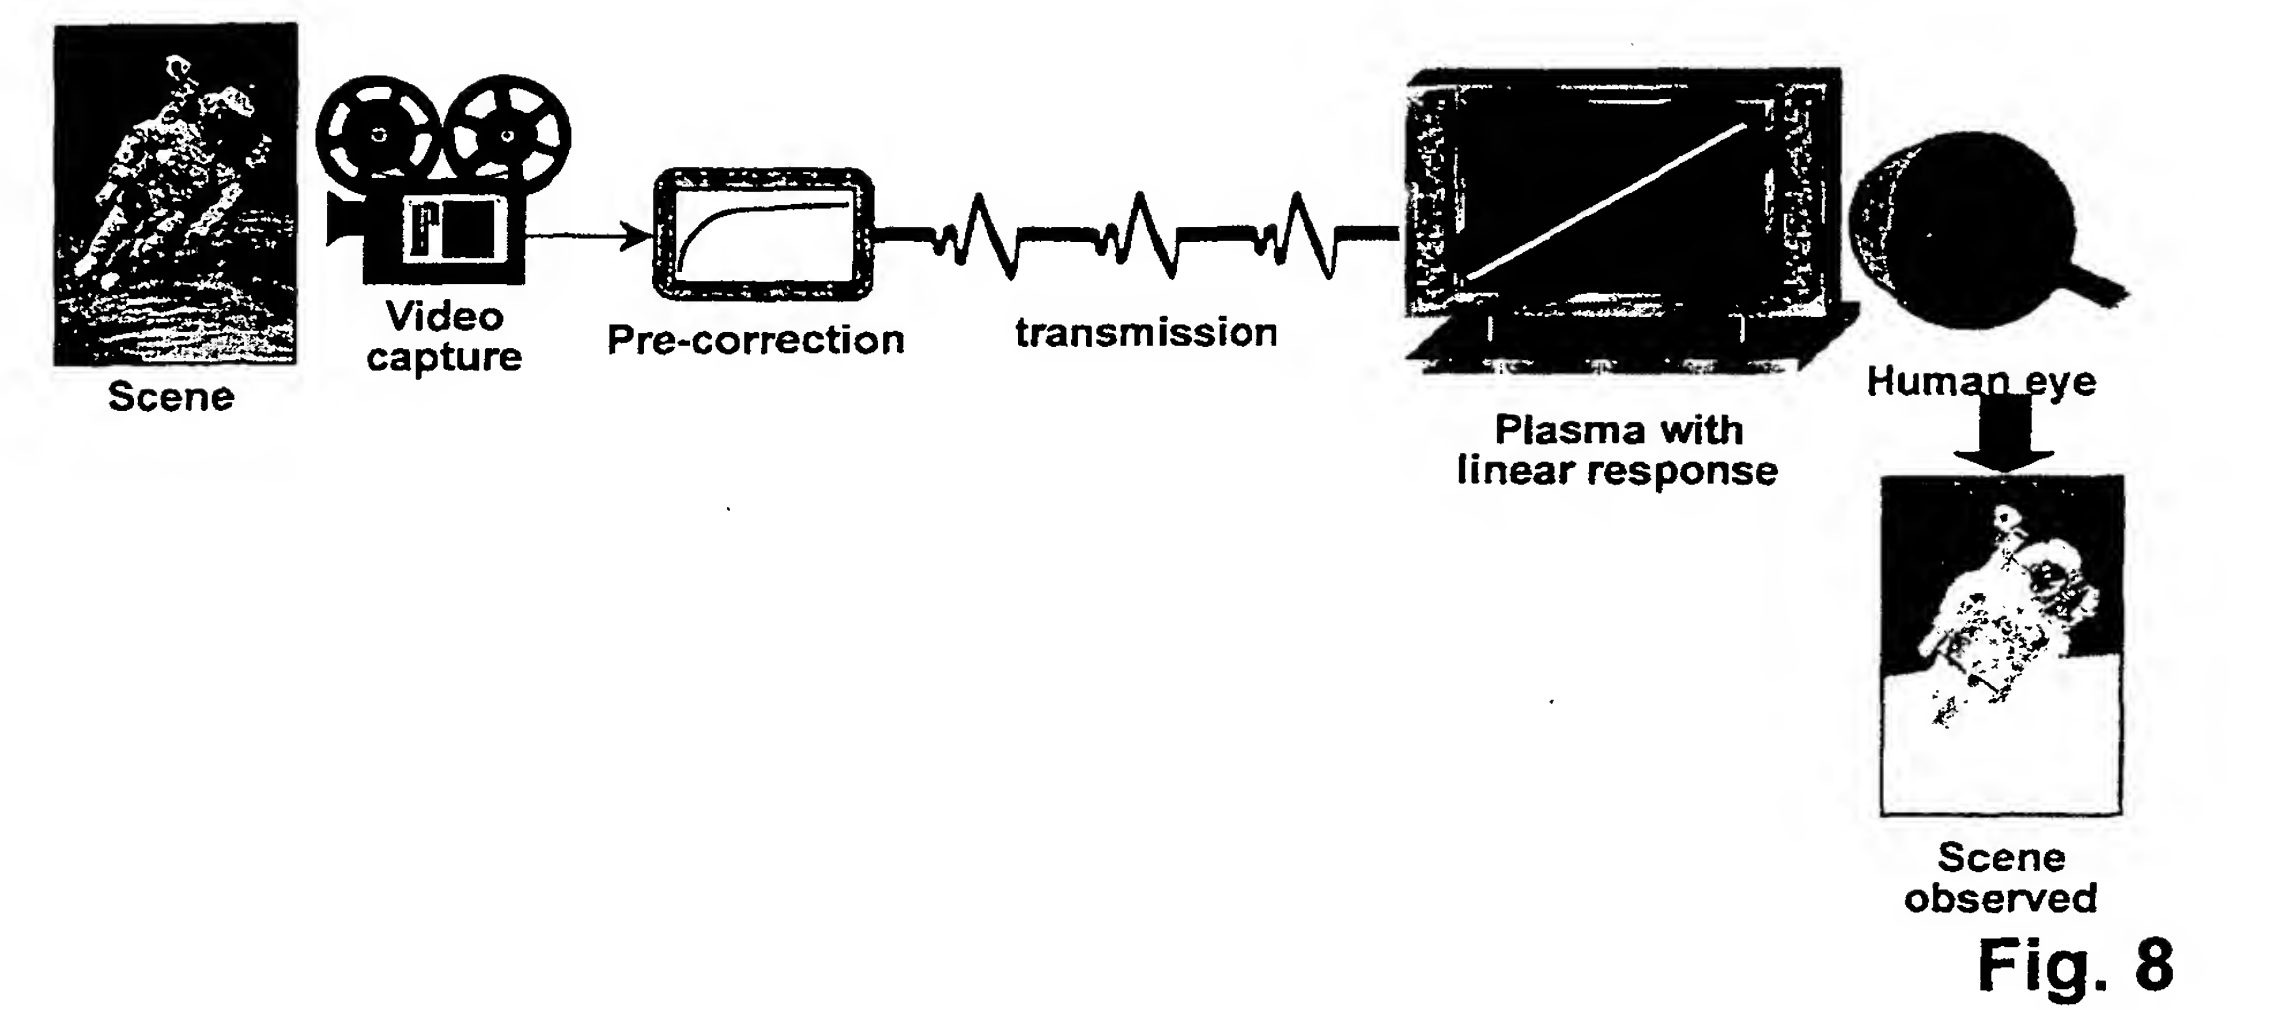 Scene
Video
capture
Pre-correction
transmission
Plasma with
linear response
Human eye
Scene
observed
Fig. 8